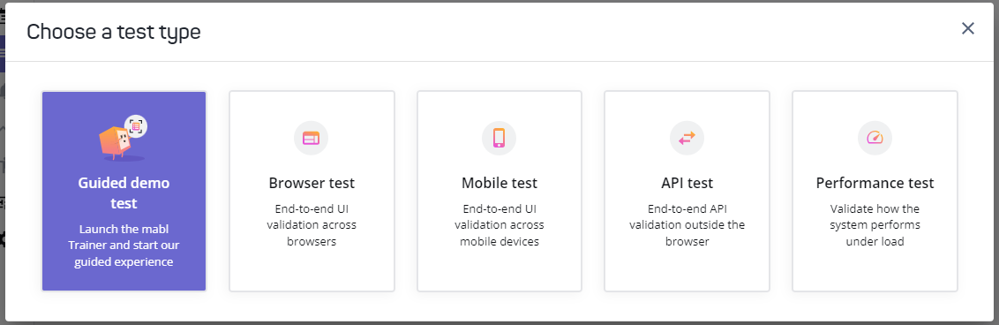 Choose a test type
Guided demo
test
Launch the mabl
Trainer and start our
guided experience
Browser test
End-to-end UI
validation across
browsers
Mobile test
End-to-end UI
validation across
mobile devices
API test
End-to-end API
validation outside the
browser
Performance test
Validate how the
system performs
under load